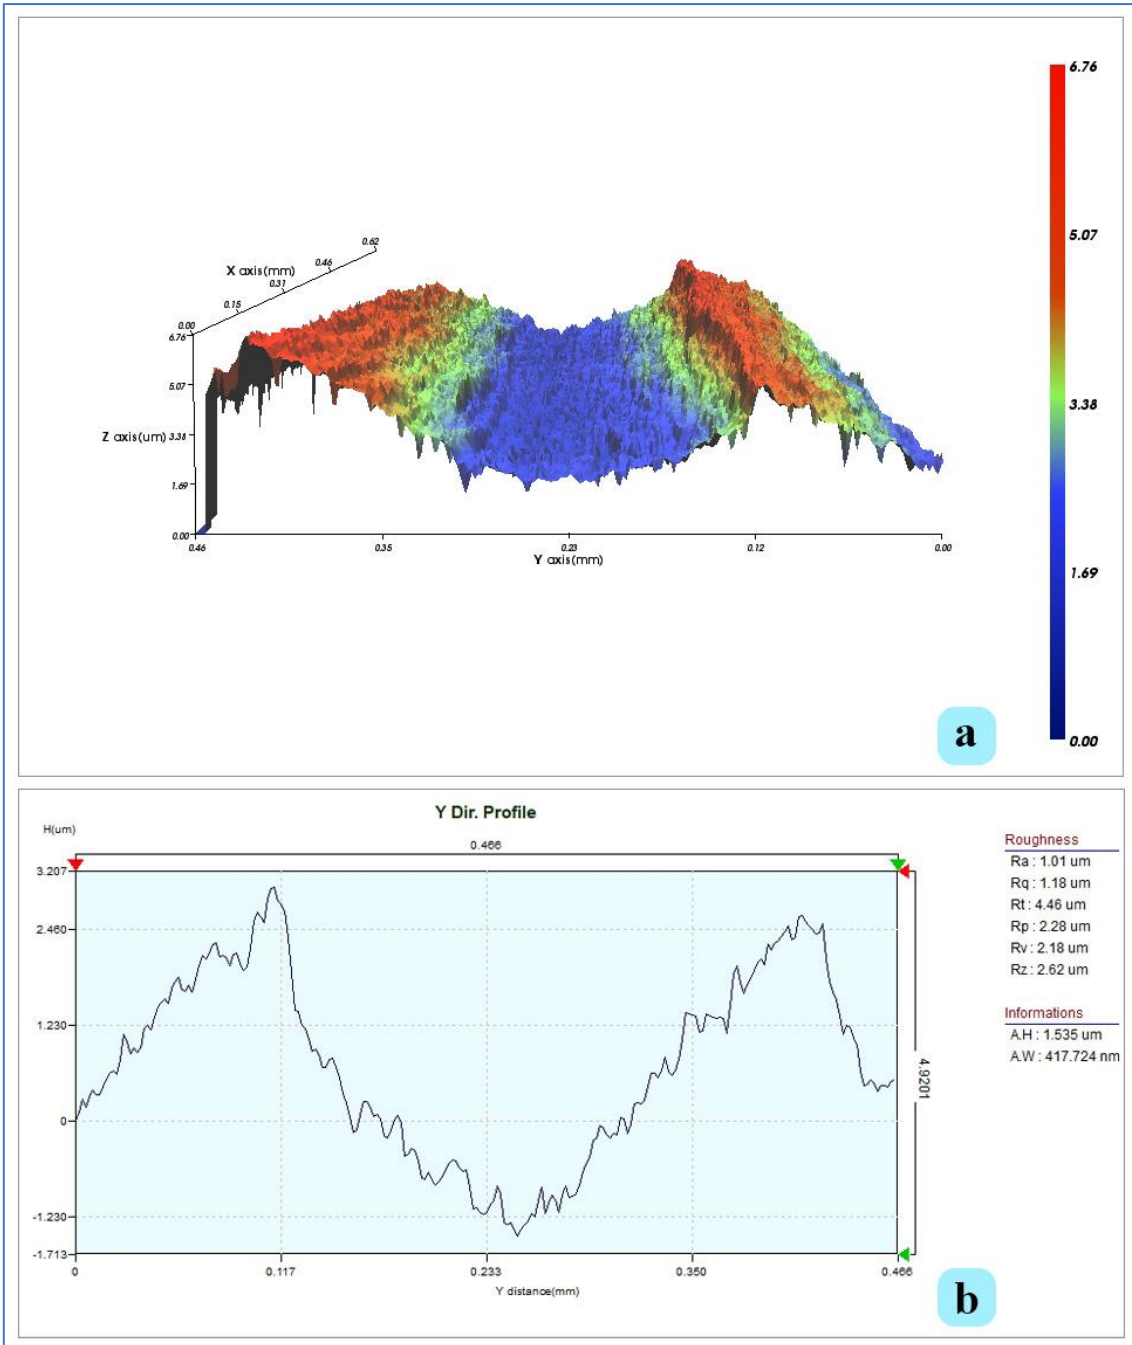 6.76
5.07
3.38
1.69
0.00
X axis(mm)
0.00
0.15
0.31
0.46
0.62
Z axis(um)
6.76
5.07
3.38
1.69
0.00
0.46
0.35
0.23
0.12
0.00
Y axis(mm)
a
Y Dir. Profile
H(um)
0.466
3.207
2.460
1.230
0
-1.230
-1.713
0
0.117
0.233
0.350
0.466
Y distance(mm)
4.9201
Roughness
Ra : 1.01 um
Rq : 1.18 um
Rt : 4.46 um
Rp : 2.28 um
Rv : 2.18 um
Rz : 2.62 um
Informations
A.H : 1.535 um
A.W : 417.724 nm
b